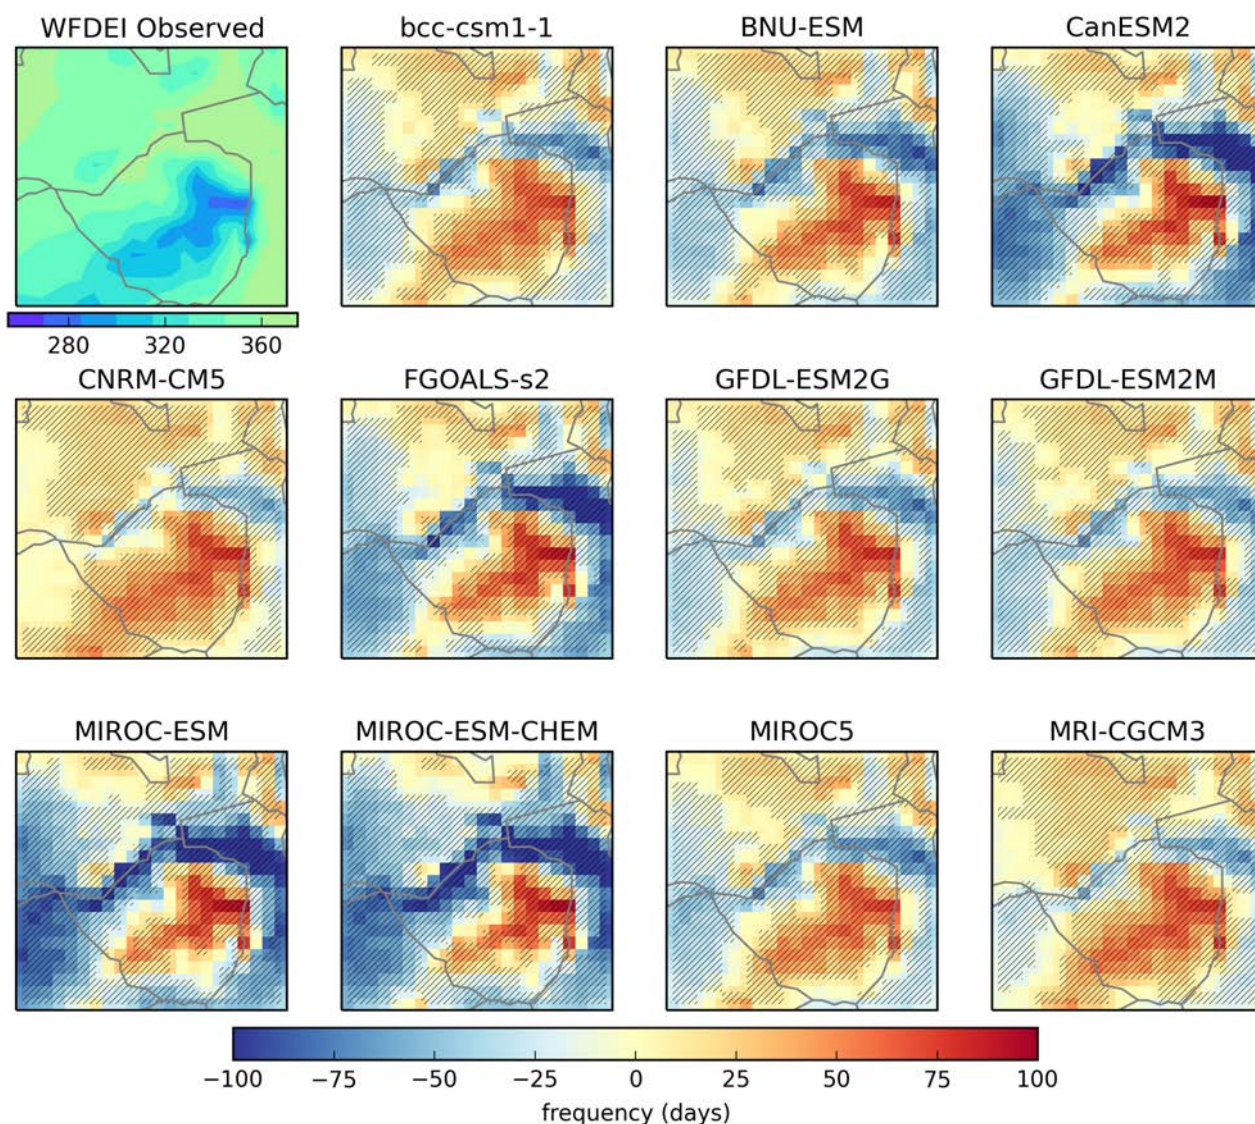 WFDEI Observed bcc-csm1-1 BNU-ESM CanESM2
280 320 360
CNRM-CM5 FGOALS-s2 GFDL-ESM2G GFDL-ESM2M
MIROC-ESM MIROC-ESM-CHEM MIROC5 MRI-CGCM3
−100 −75 −50 −25 0 25 50 75 100
frequency (days)